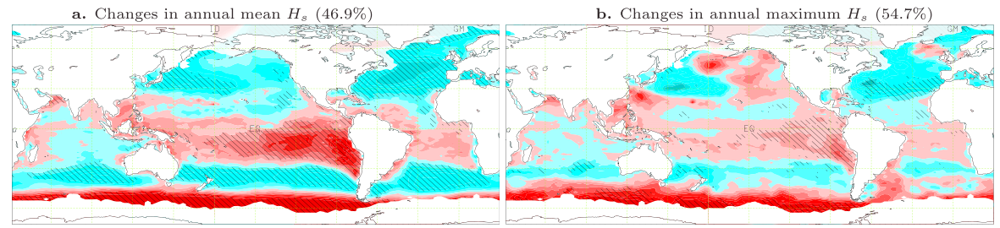 a. Changes in annual mean Hs (46.9%)
b. Changes in annual maximum Hs (54.7%)
ID
GM
ID
GM
EQ
EQ